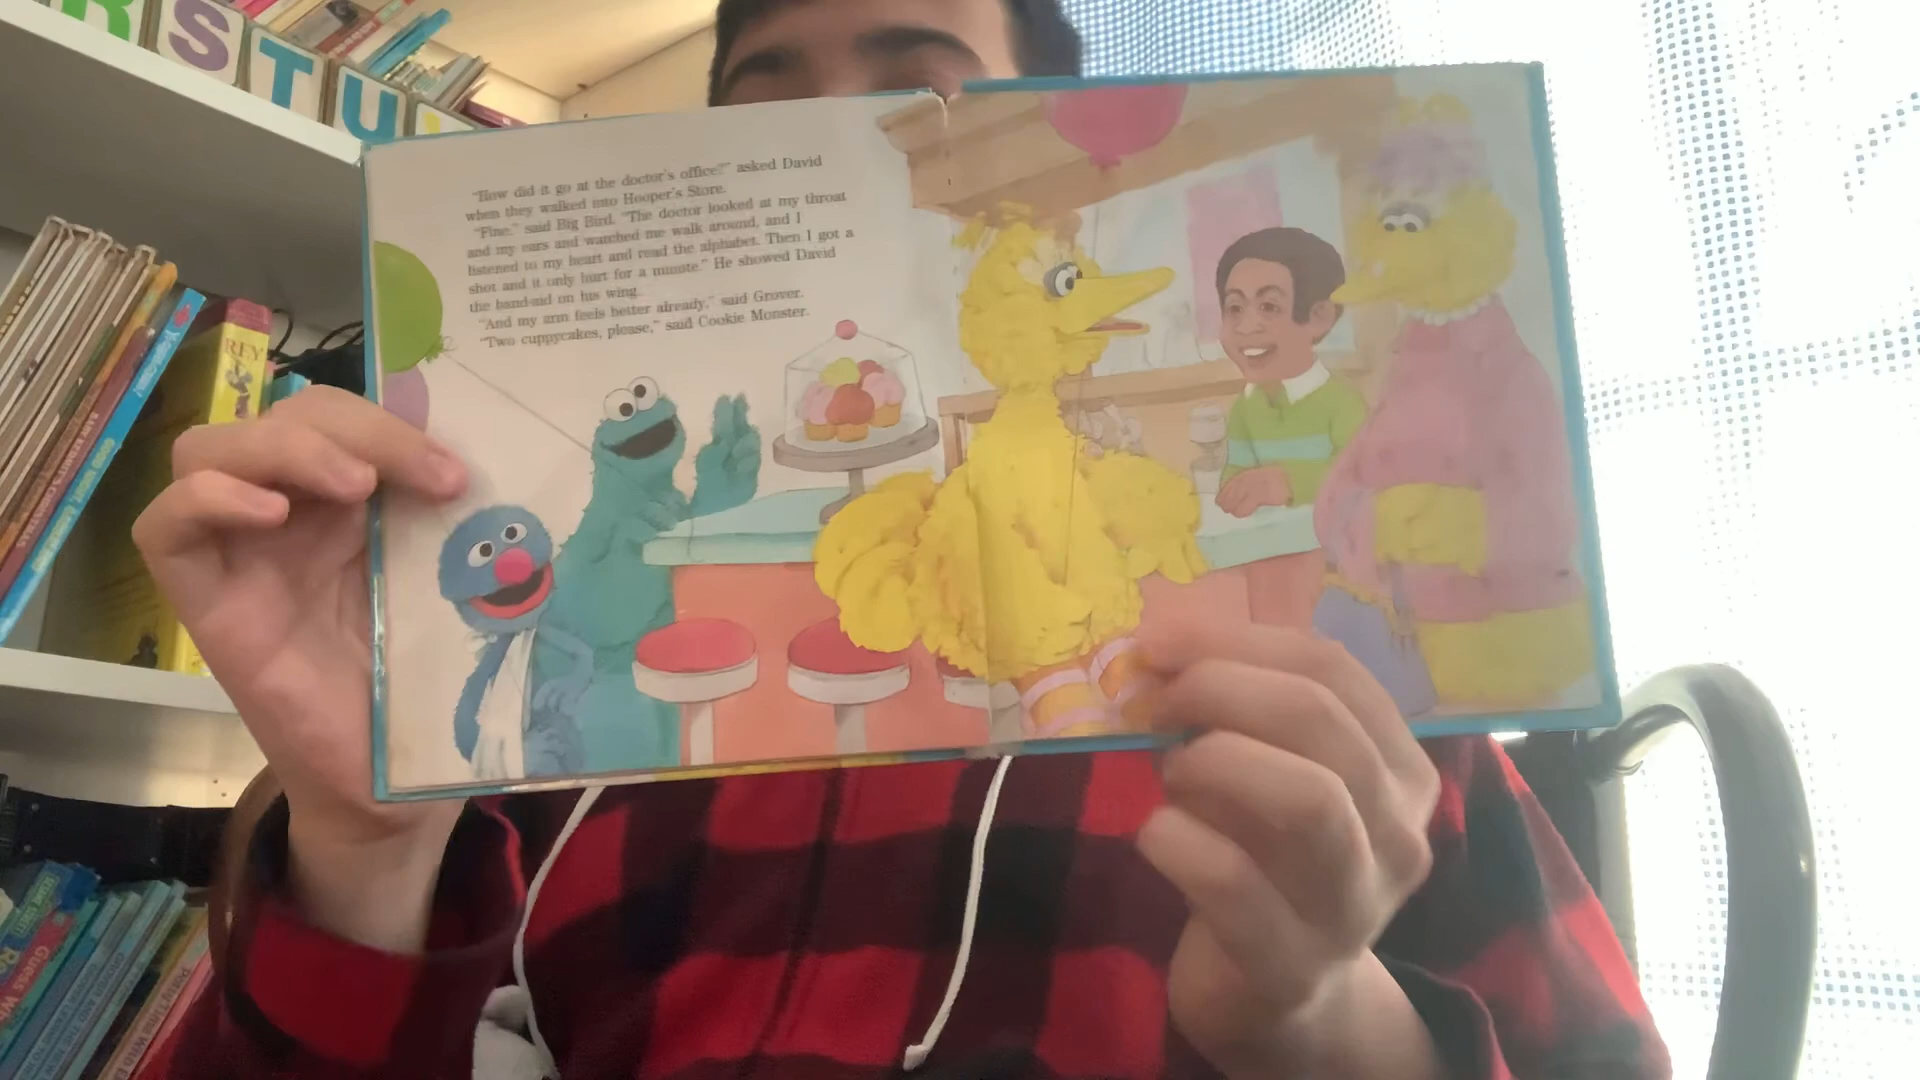 R
S
T
U
"How did it go at the doctor's office?" asked David
when they walked into Hooper's Store.
"Fine," said Big Bird. "The doctor looked at my throat
and my ears and watched me walk around, and I
listened to my heart and read the alphabet. Then I got a
shot and it only hurt for a minute." He showed David
the band-aid on his wing.
"And my arm feels better already," said Grover.
"Two cuppycakes, please," said Cookie Monster.